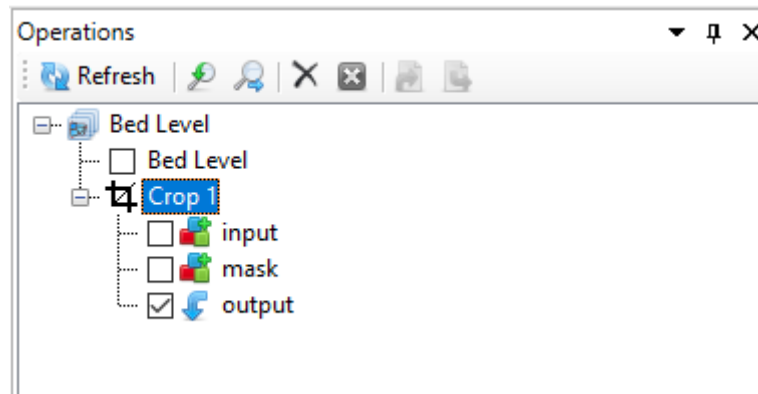 Operations
Refresh
Bed Level
Bed Level
Crop 1
input
mask
output